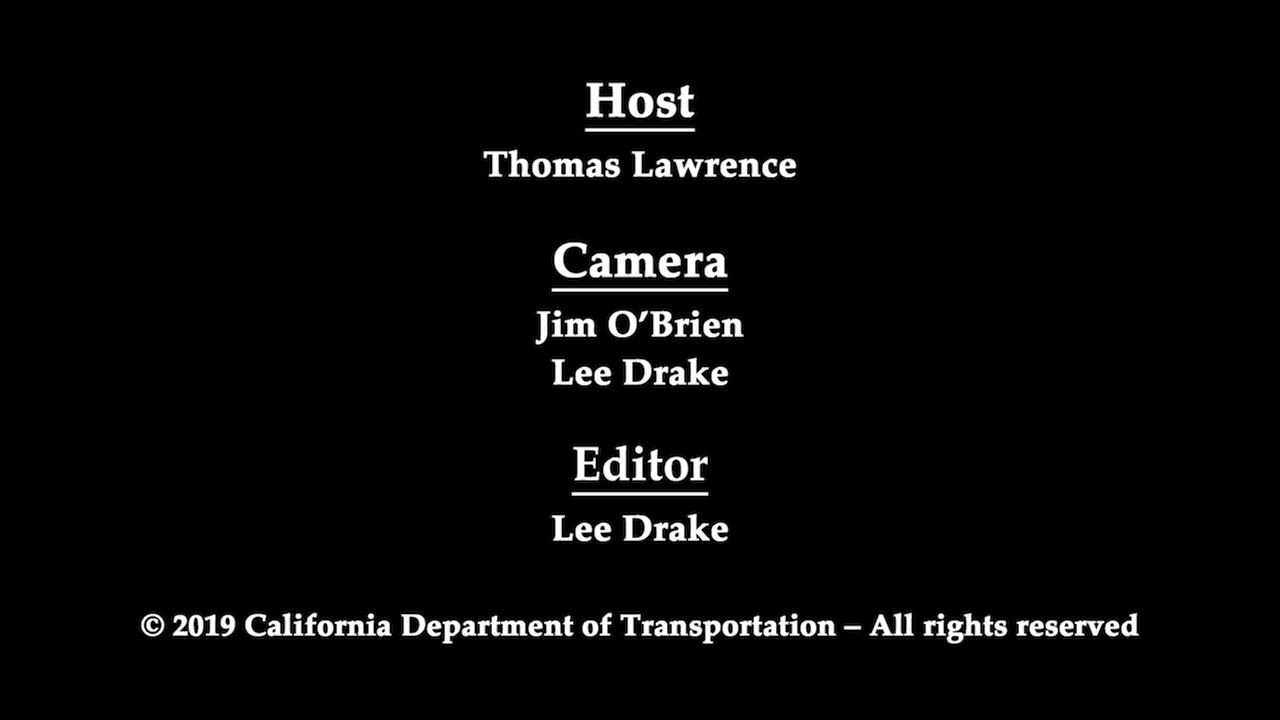 Host
Thomas Lawrence
Camera
Jim O’Brien
Lee Drake
Editor
Lee Drake
© 2019 California Department of Transportation – All rights reserved